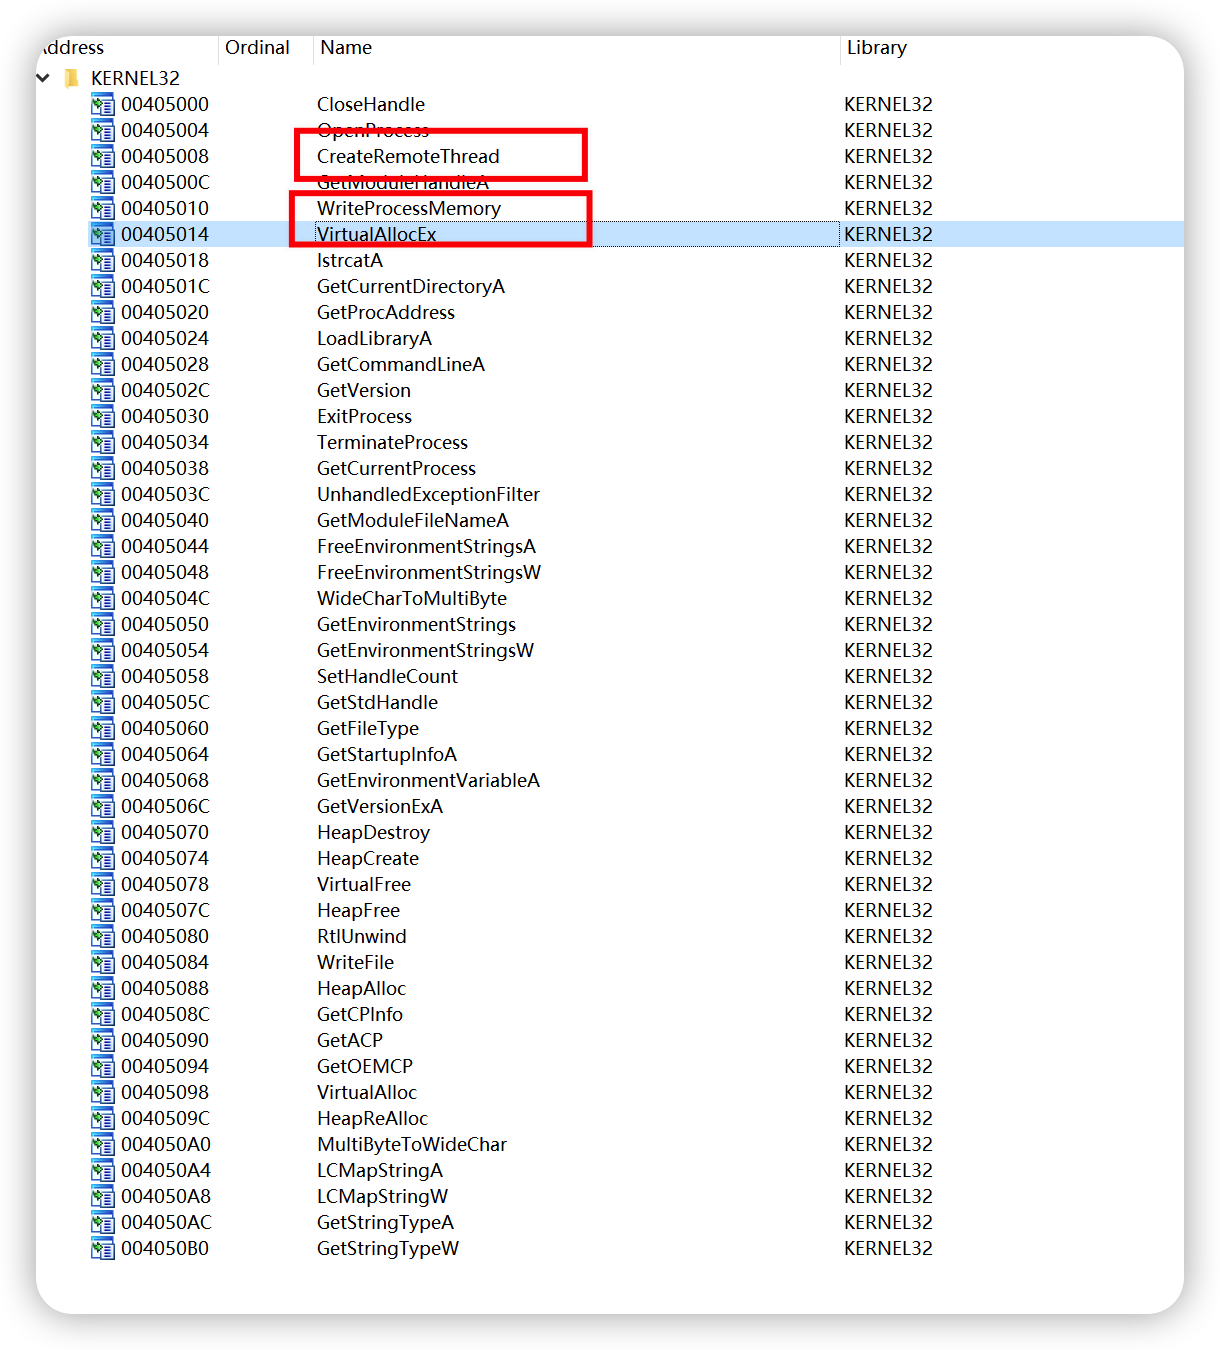 Address Ordinal Name Library
KERNEL32
00405000 CloseHandle KERNEL32
00405004 OpenProcess KERNEL32
00405008 CreateRemoteThread KERNEL32
0040500C GetModuleHandleA KERNEL32
00405010 WriteProcessMemory KERNEL32
00405014 VirtualAllocEx KERNEL32
00405018 lstrcatA KERNEL32
0040501C GetCurrentDirectoryA KERNEL32
00405020 GetProcAddress KERNEL32
00405024 LoadLibraryA KERNEL32
00405028 GetCommandLineA KERNEL32
0040502C GetVersion KERNEL32
00405030 ExitProcess KERNEL32
00405034 TerminateProcess KERNEL32
00405038 GetCurrentProcess KERNEL32
0040503C UnhandledExceptionFilter KERNEL32
00405040 GetModuleFileNameA KERNEL32
00405044 FreeEnvironmentStringsA KERNEL32
00405048 FreeEnvironmentStringsW KERNEL32
0040504C WideCharToMultiByte KERNEL32
00405050 GetEnvironmentStrings KERNEL32
00405054 GetEnvironmentStringsW KERNEL32
00405058 SetHandleCount KERNEL32
0040505C GetStdHandle KERNEL32
00405060 GetFileType KERNEL32
00405064 GetStartupInfoA KERNEL32
00405068 GetEnvironmentVariableA KERNEL32
0040506C GetVersionExA KERNEL32
00405070 HeapDestroy KERNEL32
00405074 HeapCreate KERNEL32
00405078 VirtualFree KERNEL32
0040507C HeapFree KERNEL32
00405080 RtlUnwind KERNEL32
00405084 WriteFile KERNEL32
00405088 HeapAlloc KERNEL32
0040508C GetCPInfo KERNEL32
00405090 GetACP KERNEL32
00405094 GetOEMCP KERNEL32
00405098 VirtualAlloc KERNEL32
0040509C HeapReAlloc KERNEL32
004050A0 MultiByteToWideChar KERNEL32
004050A4 LCMapStringA KERNEL32
004050A8 LCMapStringW KERNEL32
004050AC GetStringTypeA KERNEL32
004050B0 GetStringTypeW KERNEL32